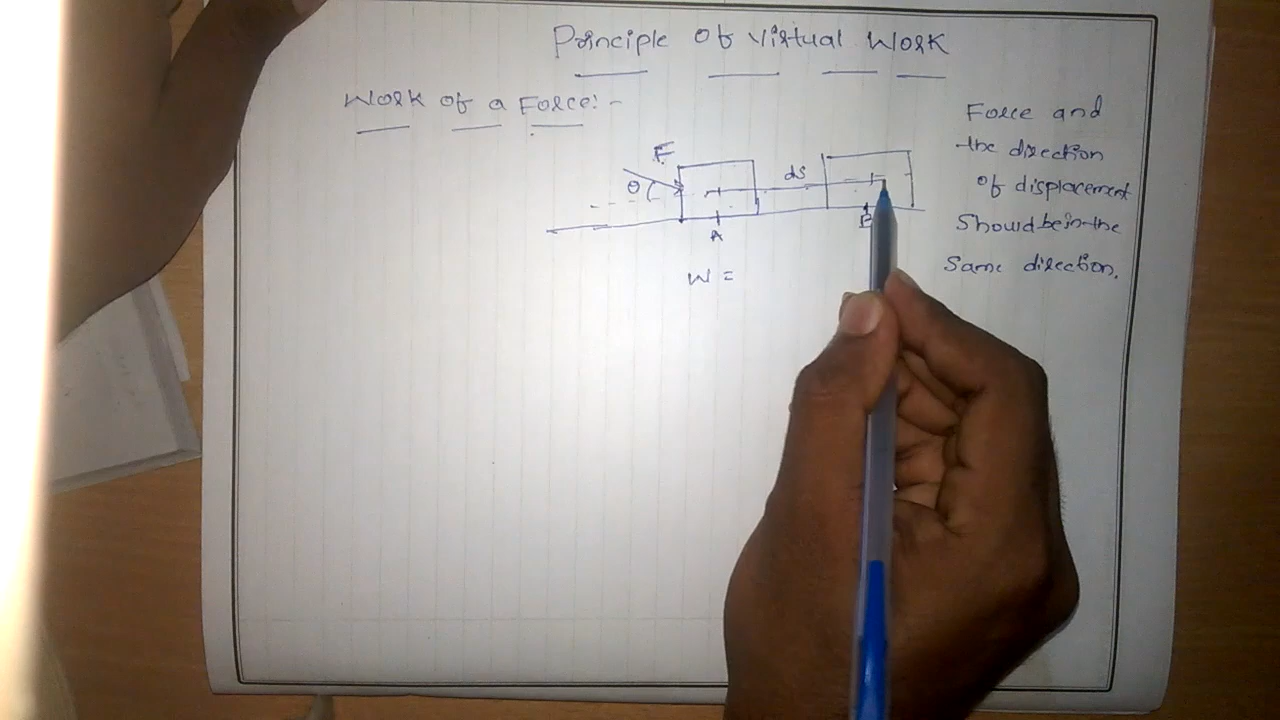 Principle of Virtual Work
Work of a Force:-
F
θ
ds
A
B
W =
Force and
the direction
of displacement
Should be in the
Same direction.